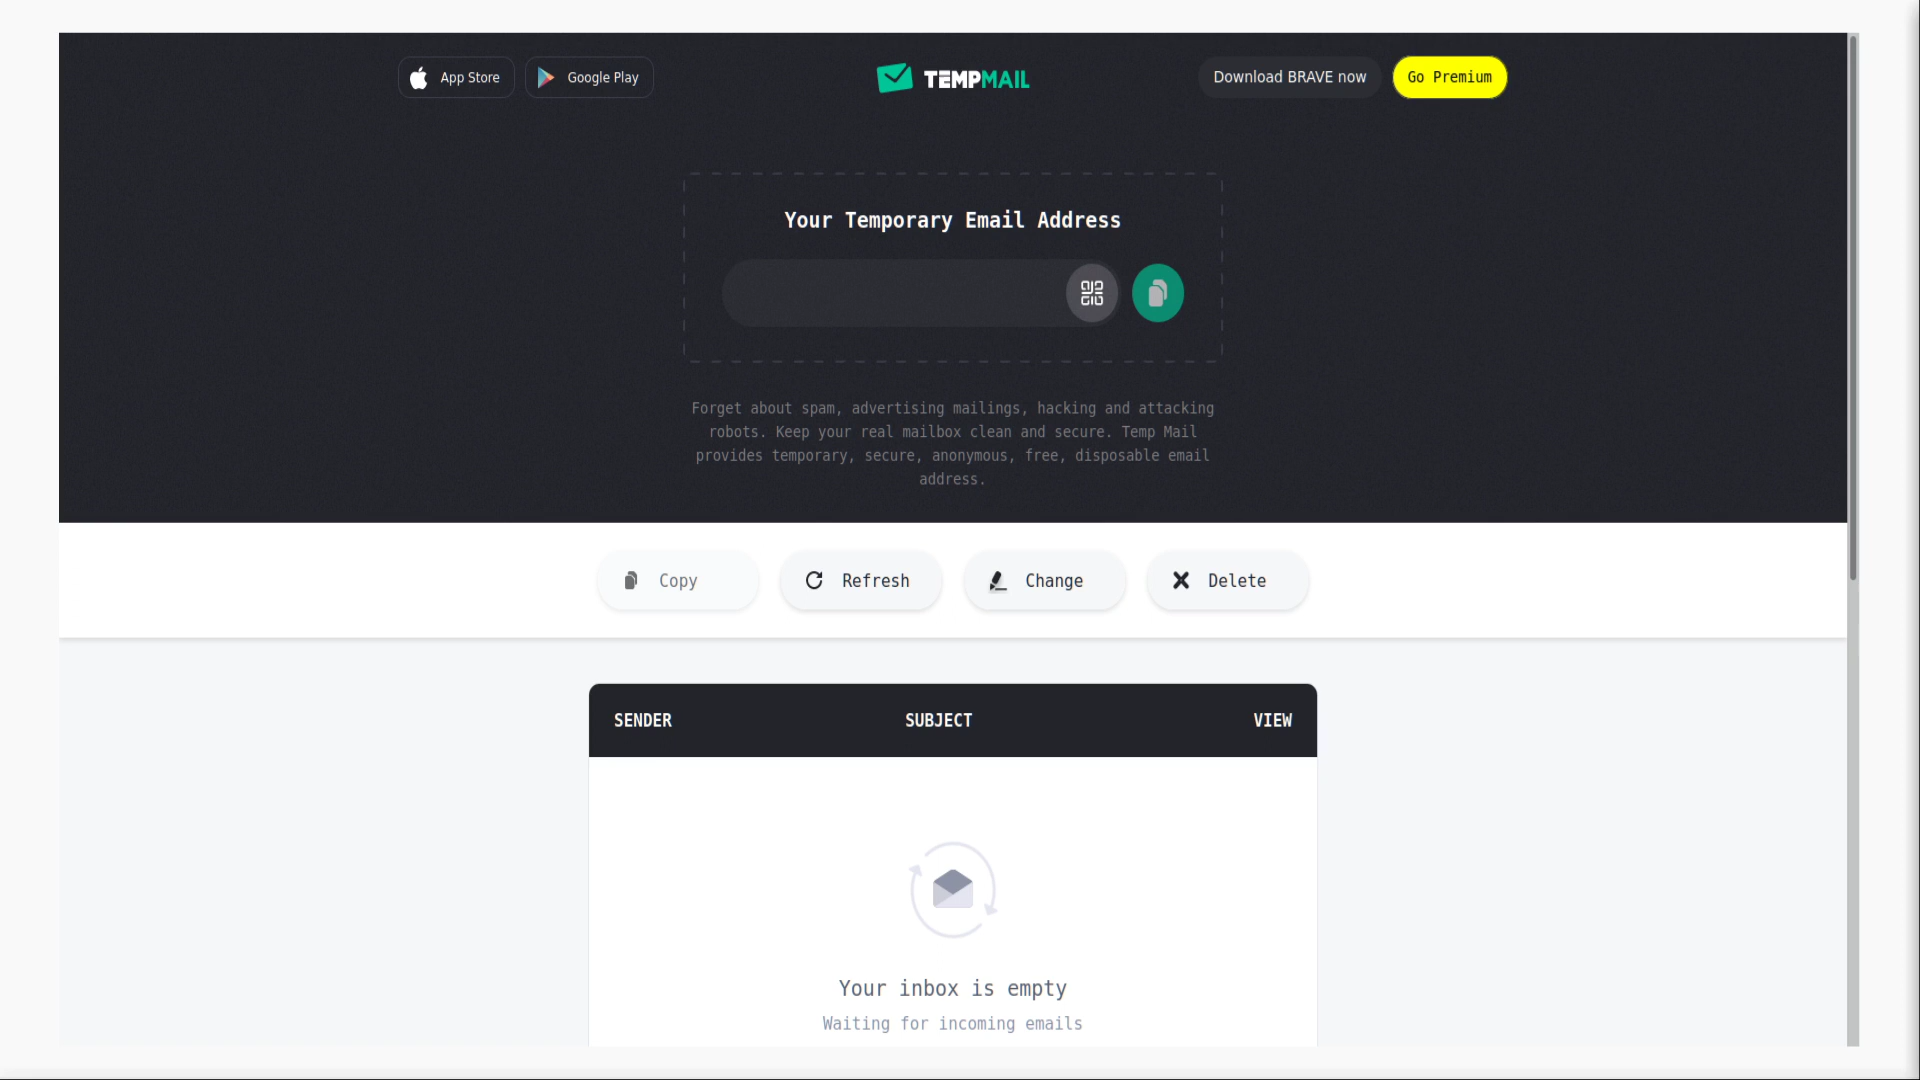 App Store
Google Play
TEMPMAIL
Download BRAVE now
Go Premium
Your Temporary Email Address
Forget about spam, advertising mailings, hacking and attacking
robots. Keep your real mailbox clean and secure. Temp Mail
provides temporary, secure, anonymous, free, disposable email
address.
Copy
Refresh
Change
Delete
SENDER
SUBJECT
VIEW
Your inbox is empty
Waiting for incoming emails